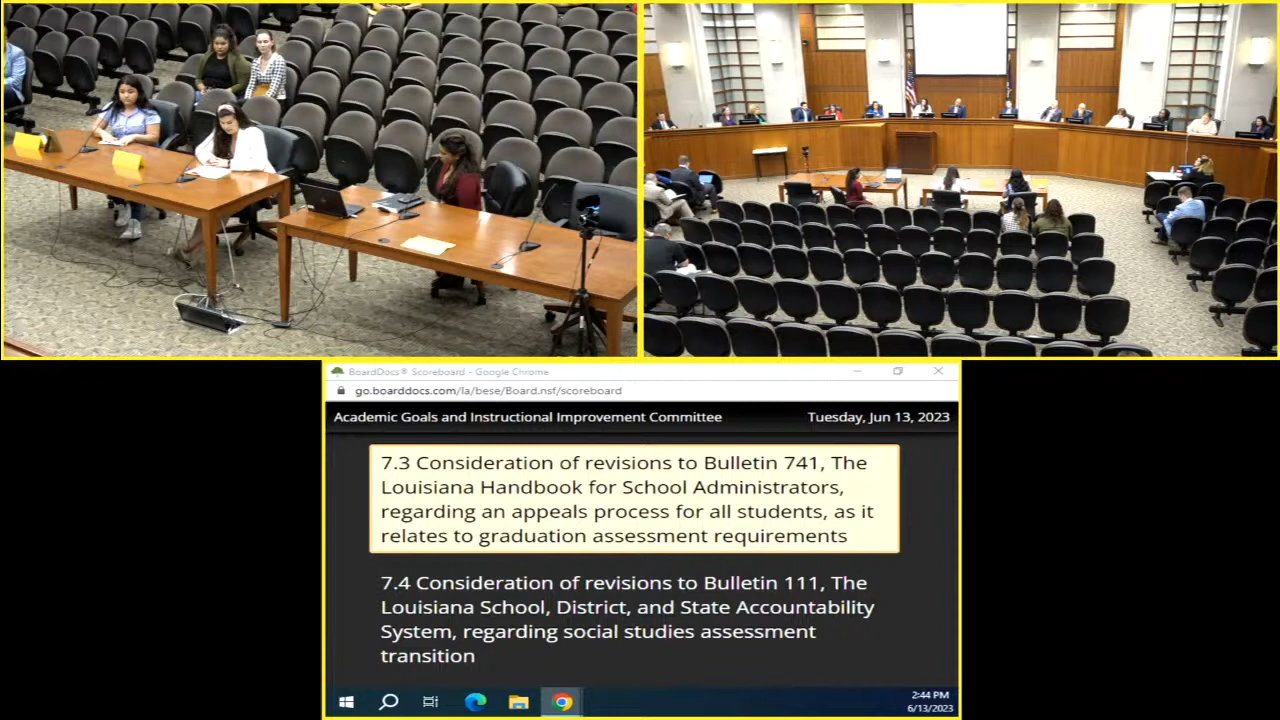 BoardDocs® Scoreboard - Google Chrome
go.boarddocs.com/la/bese/Board.nsf/scoreboard
Academic Goals and Instructional Improvement Committee
Tuesday, Jun 13, 2023
7.3 Consideration of revisions to Bulletin 741, The
Louisiana Handbook for School Administrators,
regarding an appeals process for all students, as it
relates to graduation assessment requirements
7.4 Consideration of revisions to Bulletin 111, The
Louisiana School, District, and State Accountability
System, regarding social studies assessment
transition
2:44 PM
6/13/2023